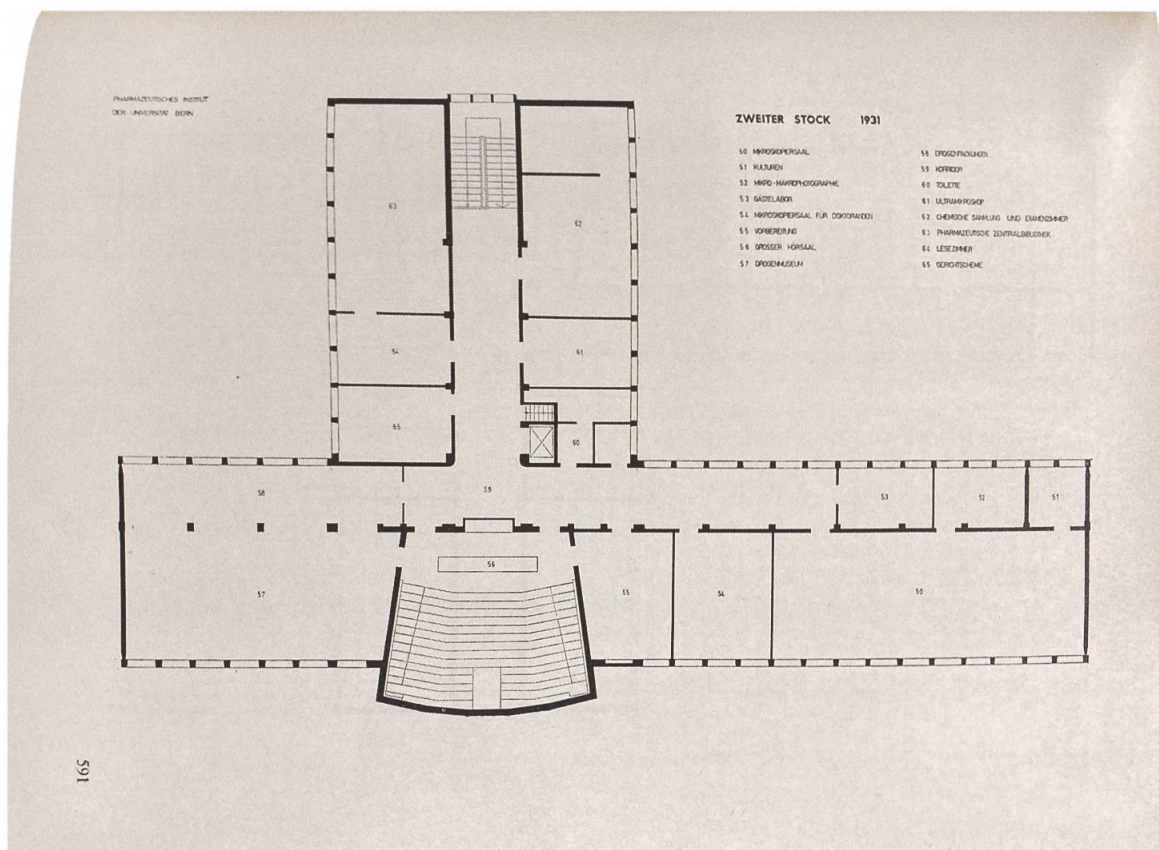 PHARMAZEUTISCHES INSTITUT
DER UNIVERSITÄT BERN
ZWEITER STOCK 1931
50 MIKROSKOPIERSAAL
51 KULTUREN
52 MIKRO-MAKROPHOTOGRAPHIE
53 GASTELABOR
54 MIKROSKOPIERSAAL FÜR DOKTORANDEN
55 VORBEREITUNG
56 GROSSER HÖRSAAL
57 DROGENMUSEUM
58 DROGENPACKUNGEN
59 KORRIDOR
60 TOILETTE
61 ULTRAMIKROSKOP
62 CHEMISCHE SAMMLUNG UND EXAMENZIMMER
63 PHARMAZEUTISCHE ZENTRALBIBLIOTHEK
64 LESEZIMMER
65 GERICHTSCHEMIE
63
62
64
61
65
60
58
59
53
52
51
56
57
55
54
50
591